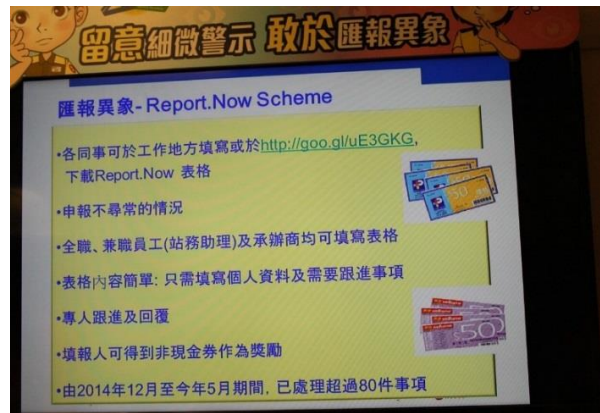 留意細微警示 敢於匯報異象
匯報異象- Report.Now Scheme
•各同事可於工作地方填寫或於http://goo.gl/uE3GKG,
下載Report.Now 表格
•申報不尋常的情況
•全職、兼職員工(站務助理)及承辦商均可填寫表格
•表格內容簡單: 只需填寫個人資料及需要跟進事項
•專人跟進及回覆
•填報人可得到非現金券作為獎勵
•由2014年12月至今年5月期間, 已處理超過80件事項
50
50